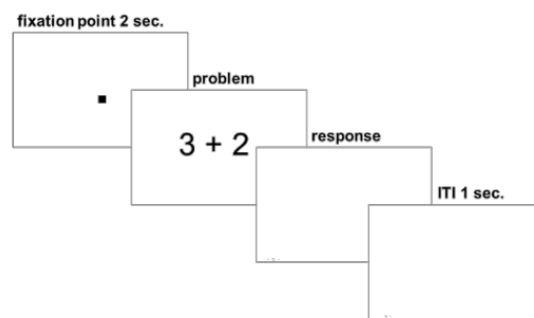 fixation point 2 sec.
problem
3 + 2
response
ITI 1 sec.